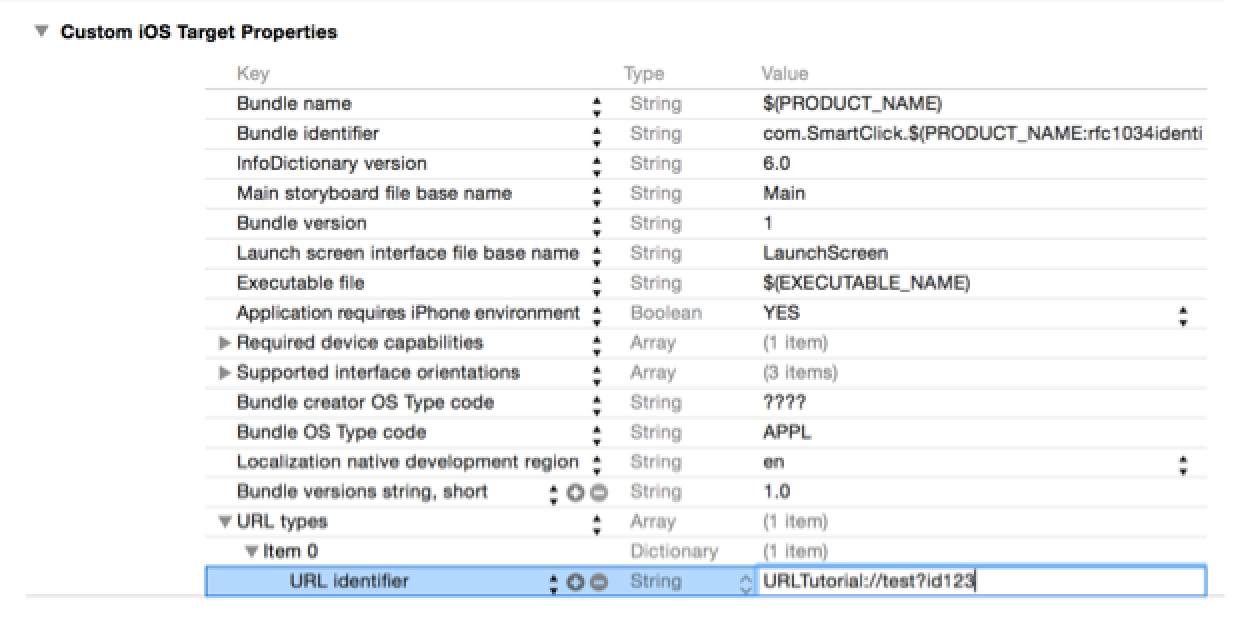 Custom iOS Target Properties
Key Type Value
Bundle name String $(PRODUCT_NAME)
Bundle identifier String com.SmartClick.$(PRODUCT_NAME:rfc1034identi
InfoDictionary version String 6.0
Main storyboard file base name String Main
Bundle version String 1
Launch screen interface file base name String LaunchScreen
Executable file String $(EXECUTABLE_NAME)
Application requires iPhone environment Boolean YES
Required device capabilities Array (1 item)
Supported interface orientations Array (3 items)
Bundle creator OS Type code String ????
Bundle OS Type code String APPL
Localization native development region String en
Bundle versions string, short String 1.0
URL types Array (1 item)
Item 0 Dictionary (1 item)
URL identifier String URLTutorial://test?id123